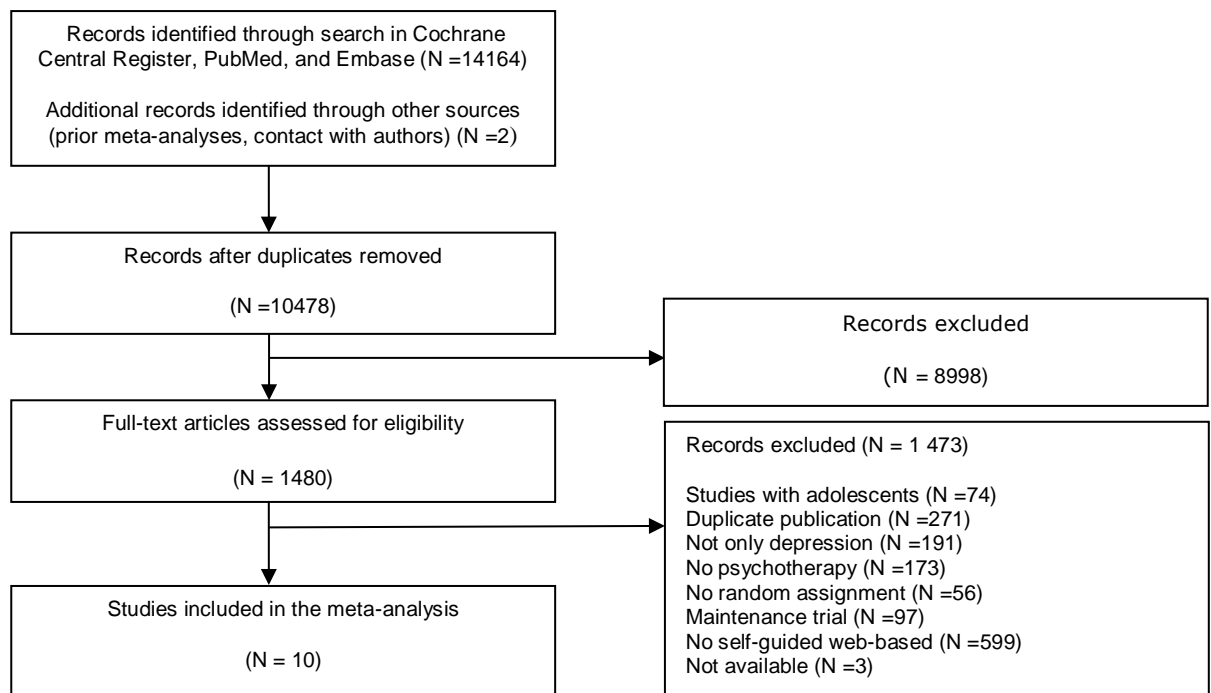 Records identified through search in Cochrane
Central Register, PubMed, and Embase (N =14164)
Additional records identified through other sources
(prior meta-analyses, contact with authors) (N =2)
Records after duplicates removed
(N =10478)
Records excluded
(N = 8998)
Full-text articles assessed for eligibility
(N = 1480)
Records excluded (N = 1 473)
Studies with adolescents (N =74)
Duplicate publication (N =271)
Not only depression (N =191)
No psychotherapy (N =173)
No random assignment (N =56)
Maintenance trial (N =97)
No self-guided web-based (N =599)
Not available (N =3)
Studies included in the meta-analysis
(N = 10)